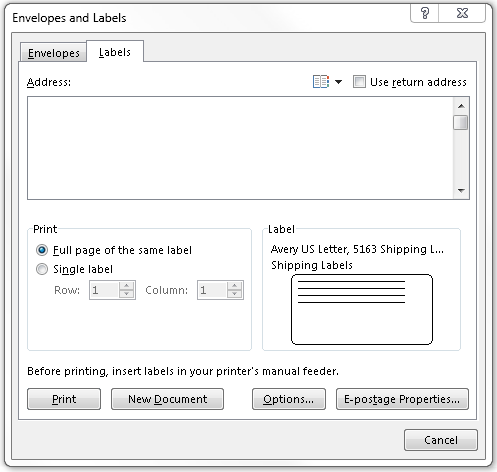 Envelopes and Labels
Envelopes Labels
Address: Use return address
Print
Full page of the same label
Single label
Row: 1 Column: 1
Label
Avery US Letter, 5163 Shipping L...
Shipping Labels
Before printing, insert labels in your printer's manual feeder.
Print New Document Options... E-postage Properties...
Cancel